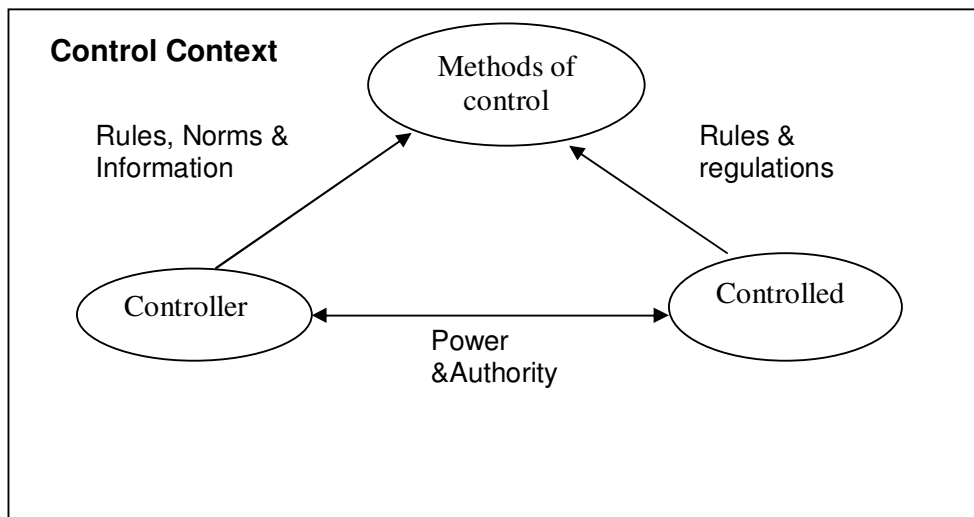 Control Context
Methods of
control
Rules, Norms &
Information
Rules &
regulations
Controller
Controlled
Power
&Authority